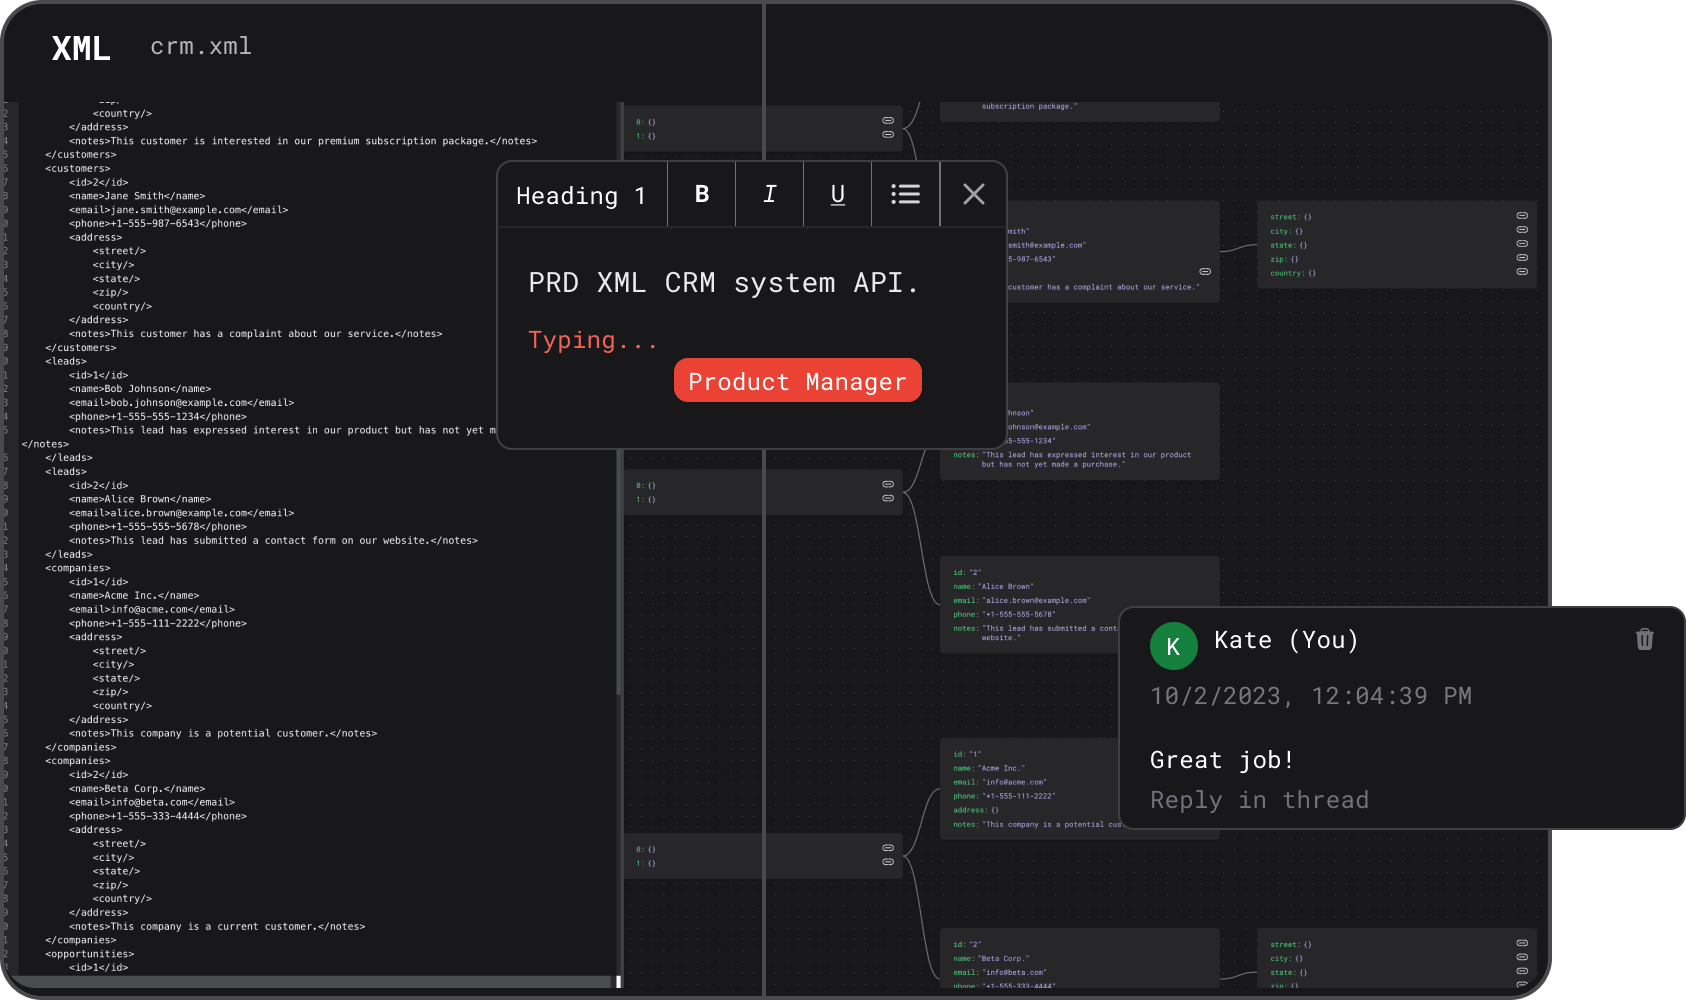 XML crm.xml
<country/>
</address>
<notes>This customer is interested in our premium subscription package.</notes>
</customers>
<customers>
<id>2</id>
<name>Jane Smith</name>
<email>jane.smith@example.com</email>
<phone>+1-555-987-6543</phone>
<address>
<street/>
<city/>
<state/>
<zip/>
<country/>
</address>
<notes>This customer has a complaint about our service.</notes>
</customers>
<leads>
<id>1</id>
<name>Bob Johnson</name>
<email>bob.johnson@example.com</email>
<phone>+1-555-555-1234</phone>
<notes>This lead has expressed interest in our product but has not yet m
</notes>
</leads>
<leads>
<id>2</id>
<name>Alice Brown</name>
<email>alice.brown@example.com</email>
<phone>+1-555-555-5678</phone>
<notes>This lead has submitted a contact form on our website.</notes>
</leads>
<companies>
<id>1</id>
<name>Acme Inc.</name>
<email>info@acme.com</email>
<phone>+1-555-111-2222</phone>
<address>
<street/>
<city/>
<state/>
<zip/>
<country/>
</address>
<notes>This company is a potential customer.</notes>
</companies>
<companies>
<id>2</id>
<name>Beta Corp.</name>
<email>info@beta.com</email>
<phone>+1-555-333-4444</phone>
<address>
<street/>
<city/>
<state/>
<zip/>
<country/>
</address>
<notes>This company is a current customer.</notes>
</companies>
<opportunities>
<id>1</id>
0: {}
1: {}
subscription package."
Heading 1 B I U
PRD XML CRM system API.
Typing...
Product Manager
mith"
smith@example.com"
5-987-6543"
customer has a complaint about our service."
street: {}
city: {}
state: {}
zip: {}
country: {}
hnson"
ohnson@example.com"
5-555-1234"
notes: "This lead has expressed interest in our product
but has not yet made a purchase."
0: {}
1: {}
id: "2"
name: "Alice Brown"
email: "alice.brown@example.com"
phone: "+1-555-555-5678"
notes: "This lead has submitted a cont
website."
K Kate (You)
10/2/2023, 12:04:39 PM
Great job!
Reply in thread
id: "1"
name: "Acme Inc."
email: "info@acme.com"
phone: "+1-555-111-2222"
address: {}
notes: "This company is a potential cus
0: {}
1: {}
id: "2"
name: "Beta Corp."
email: "info@beta.com"
phone: "+1-555-333-4444"
street: {}
city: {}
state: {}
zip: {}